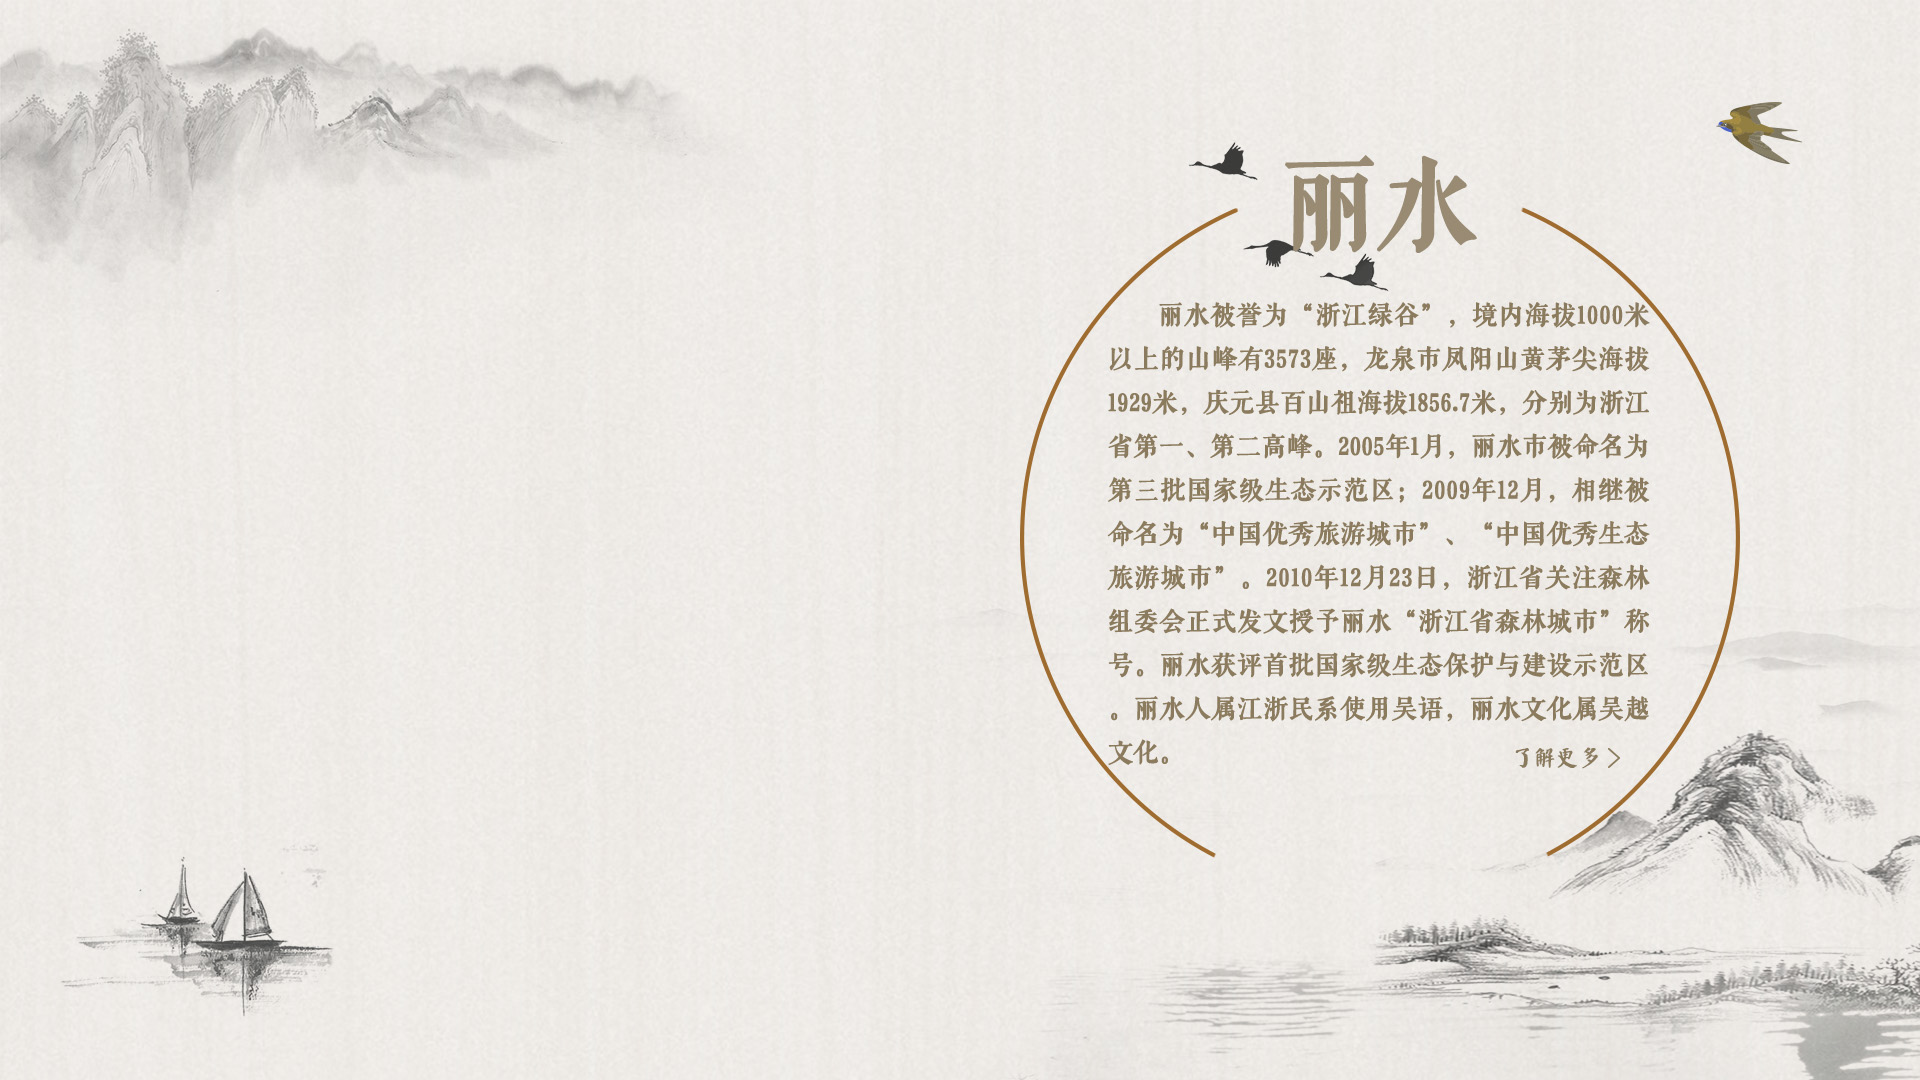 丽水
丽水被誉为“浙江绿谷”，境内海拔1000米
以上的山峰有3573座，龙泉市凤阳山黄茅尖海拔
1929米，庆元县百山祖海拔1856.7米，分别为浙江
省第一、第二高峰。2005年1月，丽水市被命名为
第三批国家级生态示范区；2009年12月，相继被
命名为“中国优秀旅游城市”、“中国优秀生态
旅游城市”。2010年12月23日，浙江省关注森林
组委会正式发文授予丽水“浙江省森林城市”称
号。丽水获评首批国家级生态保护与建设示范区
。丽水人属江浙民系使用吴语，丽水文化属吴越
文化。
了解更多>